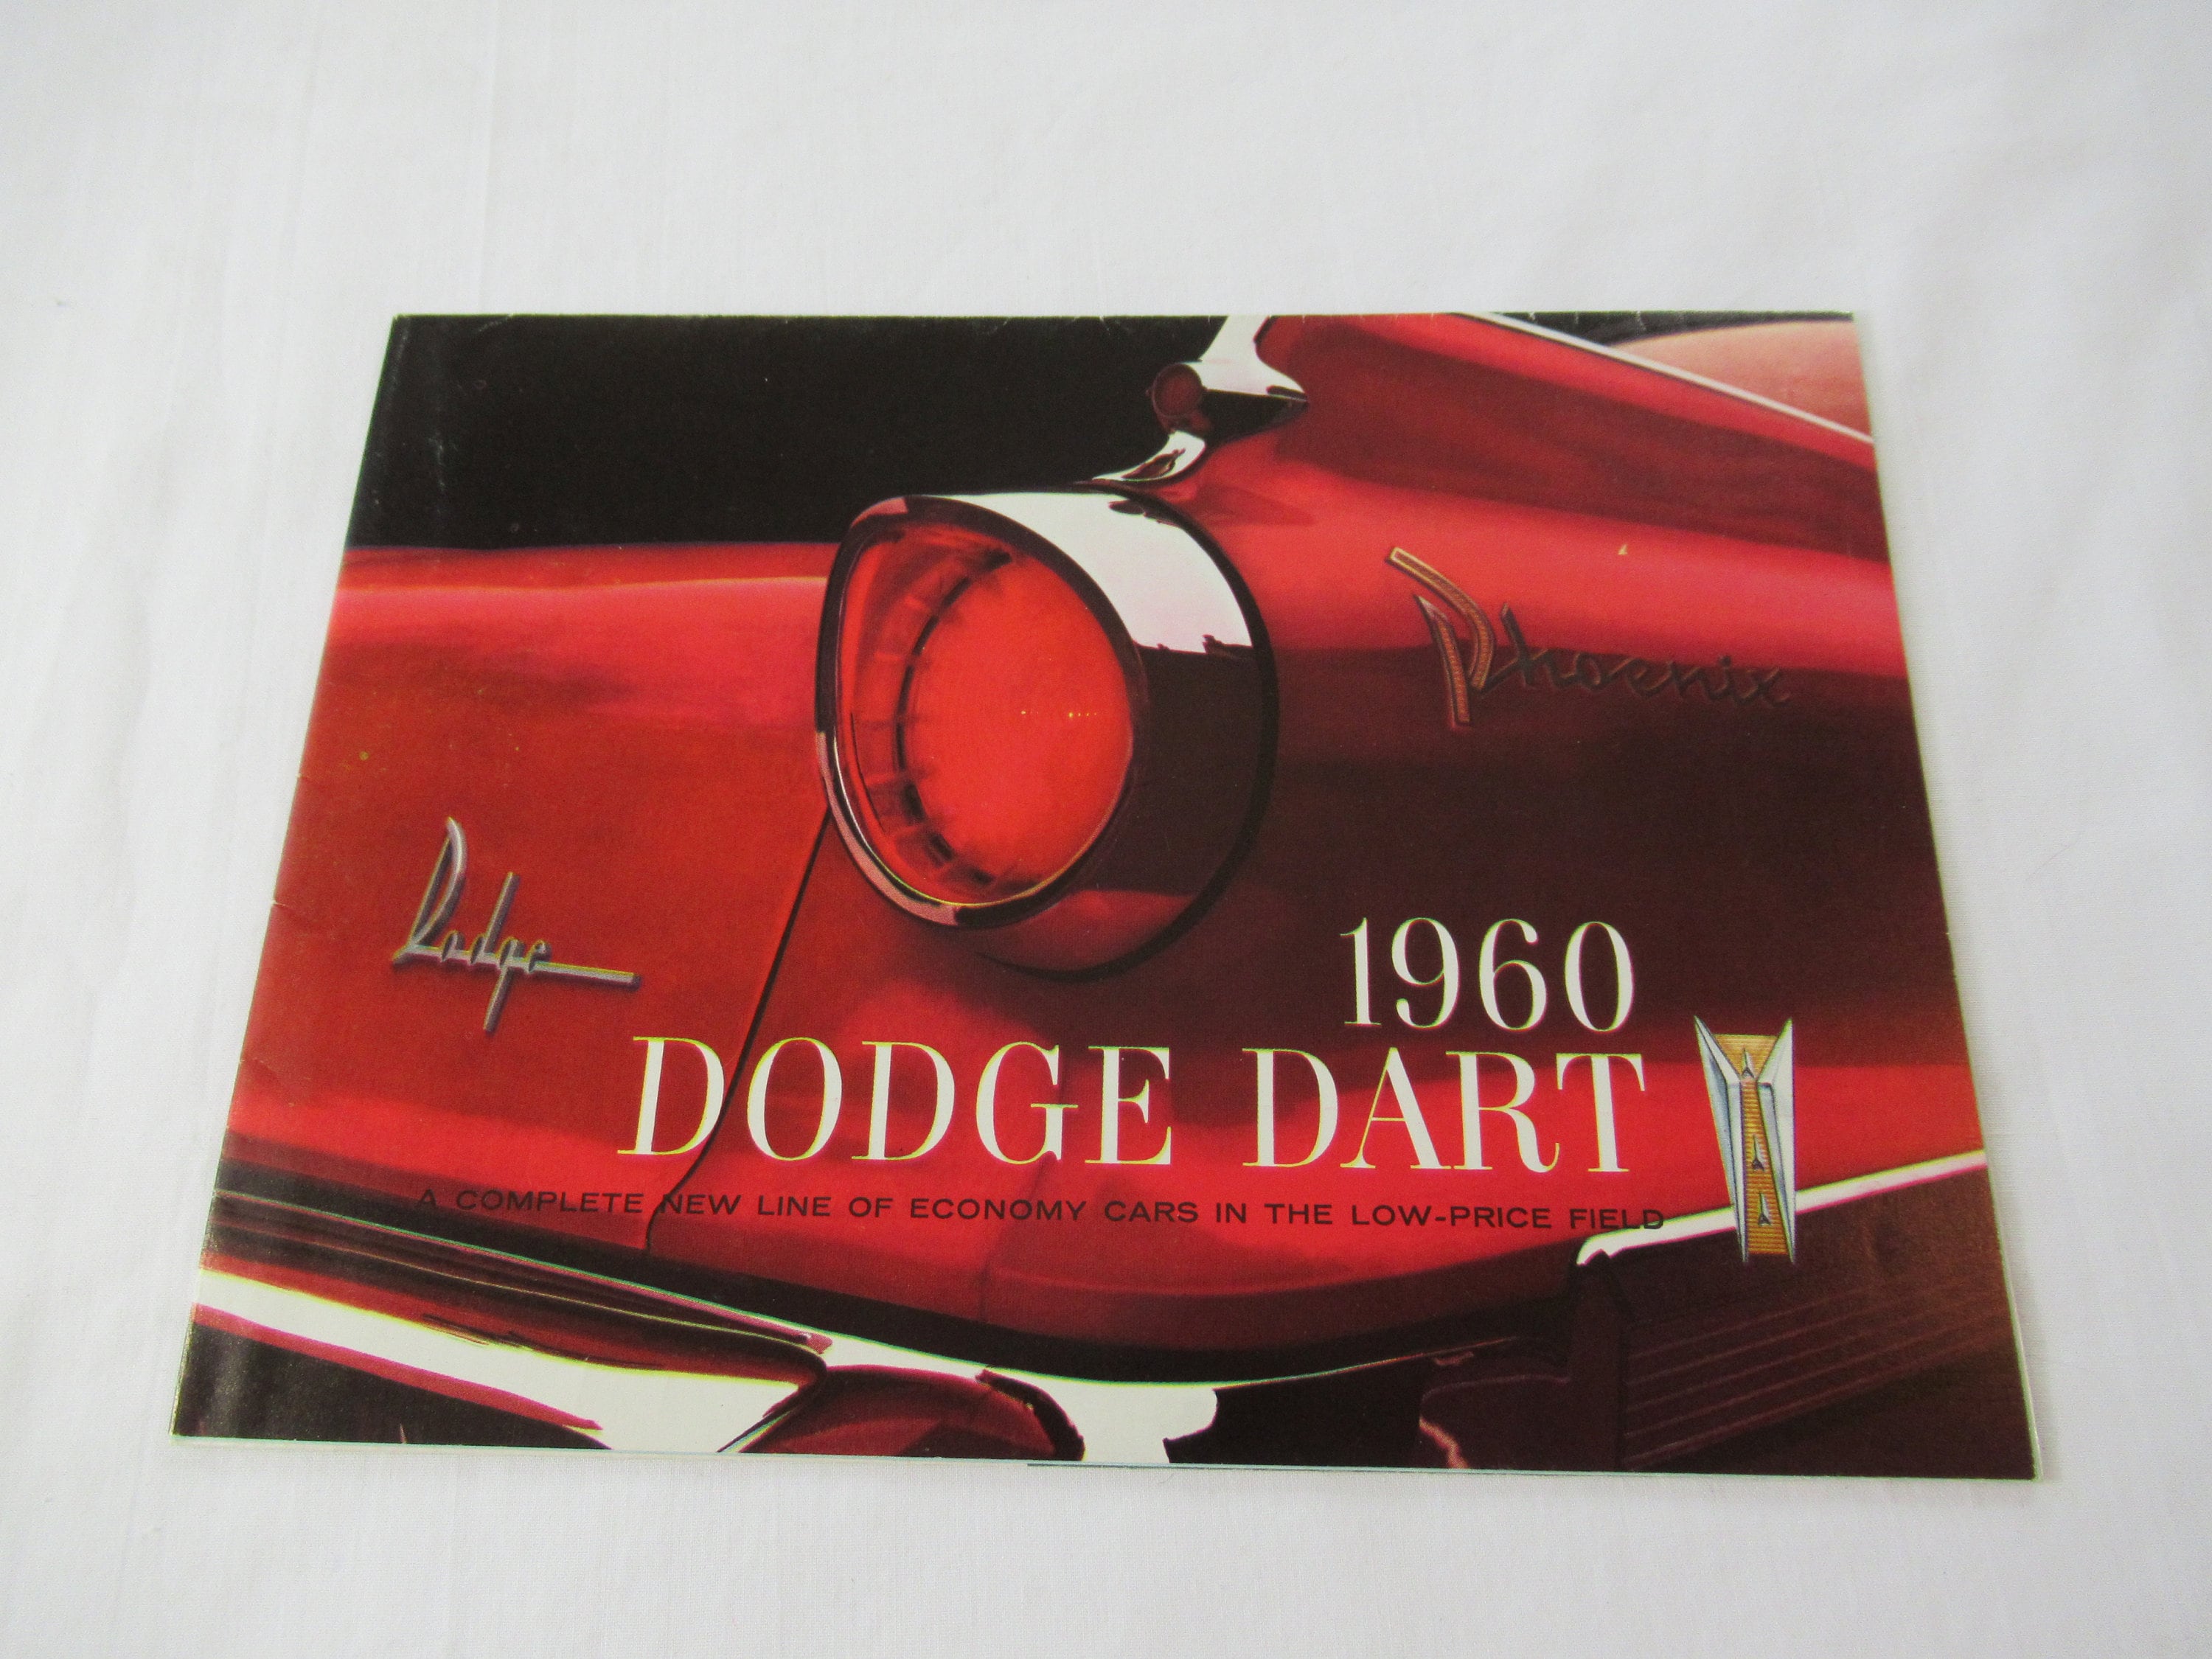 Phoenix
Dodge
1960
DODGE DART
A COMPLETE NEW LINE OF ECONOMY CARS IN THE LOW-PRICE FIELD